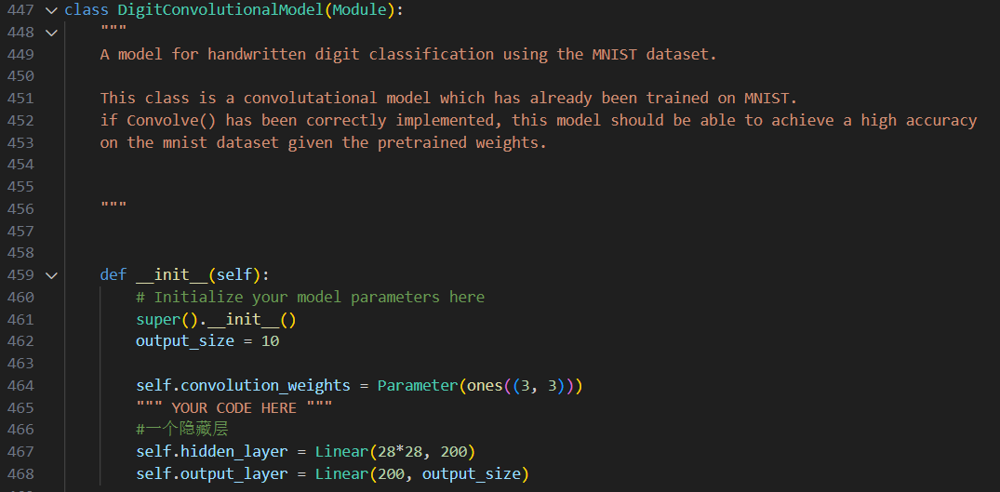 447 class DigitConvolutionalModel(Module):
448 """
449 A model for handwritten digit classification using the MNIST dataset.
450
451 This class is a convolutational model which has already been trained on MNIST.
452 if Convolve() has been correctly implemented, this model should be able to achieve a high accuracy
453 on the mnist dataset given the pretrained weights.
454
455
456 """
457
458
459 def __init__(self):
460 # Initialize your model parameters here
461 super().__init__()
462 output_size = 10
463
464 self.convolution_weights = Parameter(ones((3, 3)))
465 """ YOUR CODE HERE """
466 #一个隐藏层
467 self.hidden_layer = Linear(28*28, 200)
468 self.output_layer = Linear(200, output_size)